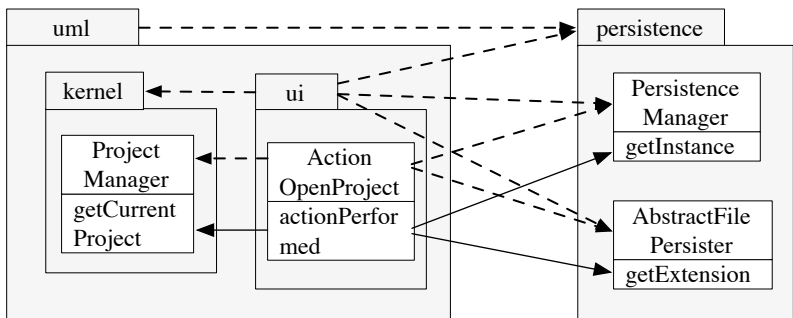 uml
persistence
kernel
ui
Persistence
Manager
getInstance
Project
Manager
getCurrent
Project
Action
OpenProject
actionPerfor
med
AbstractFile
Persister
getExtension